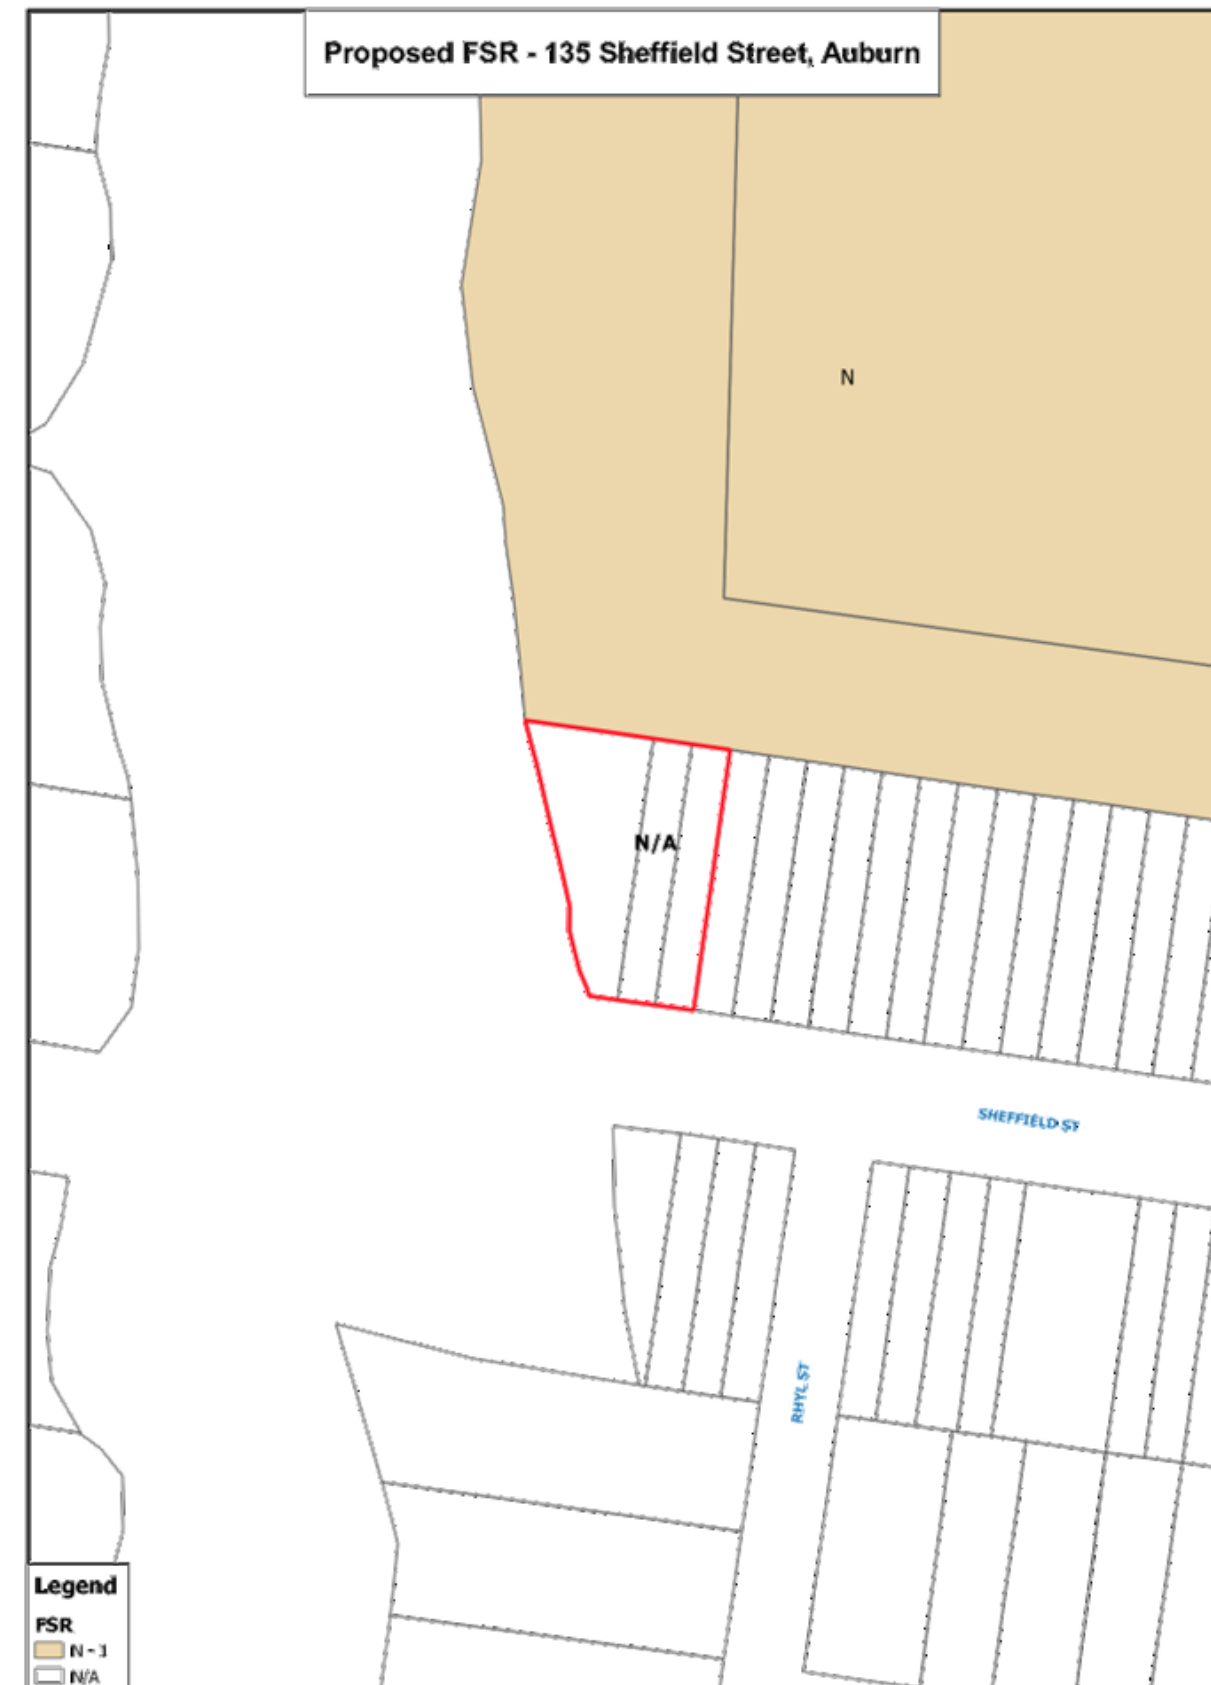 Proposed FSR - 135 Sheffield Street, Auburn
N
N/A
SHEFFIELD ST
RHYL ST
Legend
FSR
N - 1
N/A